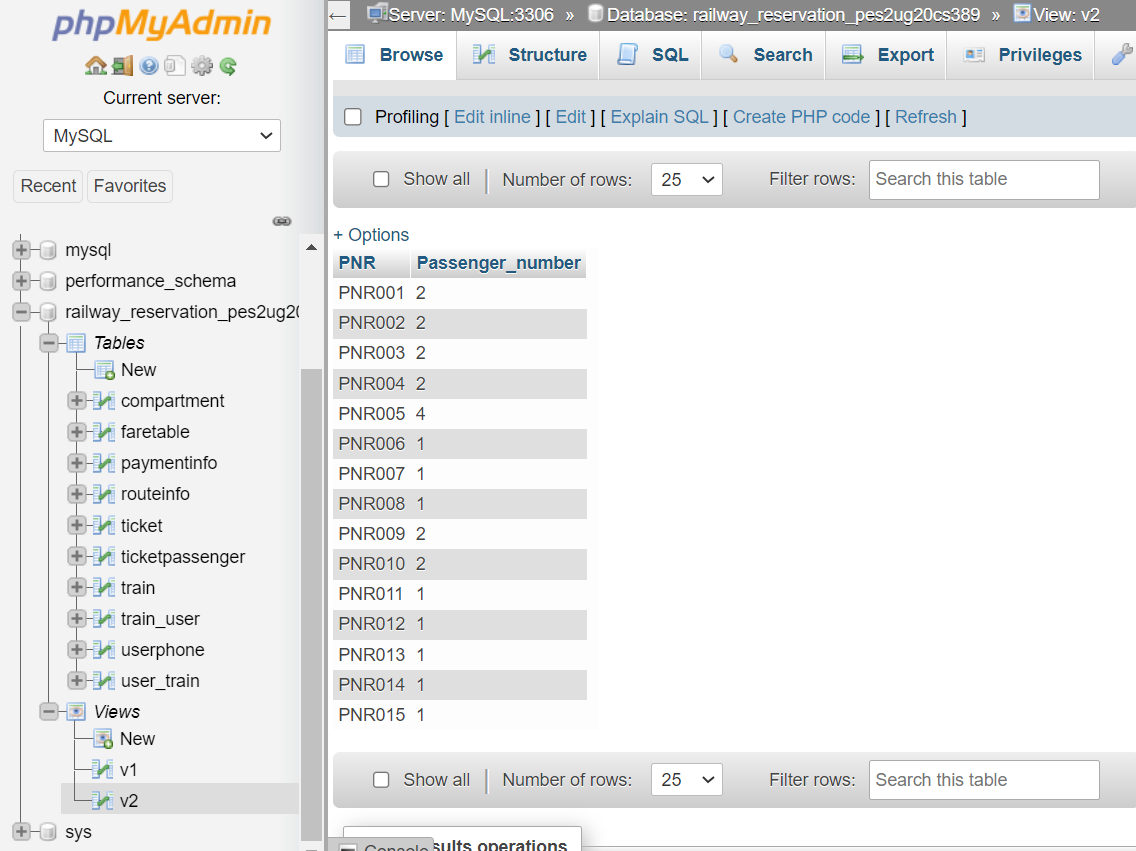 phpMyAdmin
Current server:
MySQL
Recent Favorites
mysql
performance_schema
railway_reservation_pes2ug20
Tables
New
compartment
faretable
paymentinfo
routeinfo
ticket
ticketpassenger
train
train_user
userphone
user_train
Views
New
v1
v2
sys
← Server: MySQL:3306 » Database: railway_reservation_pes2ug20cs389 » View: v2
Browse Structure SQL Search Export Privileges
Profiling [ Edit inline ] [ Edit ] [ Explain SQL ] [ Create PHP code ] [ Refresh ]
Show all | Number of rows: 25 Filter rows: Search this table
+ Options
PNR Passenger_number
PNR001 2
PNR002 2
PNR003 2
PNR004 2
PNR005 4
PNR006 1
PNR007 1
PNR008 1
PNR009 2
PNR010 2
PNR011 1
PNR012 1
PNR013 1
PNR014 1
PNR015 1
Show all | Number of rows: 25 Filter rows: Search this table
sults operations
Console